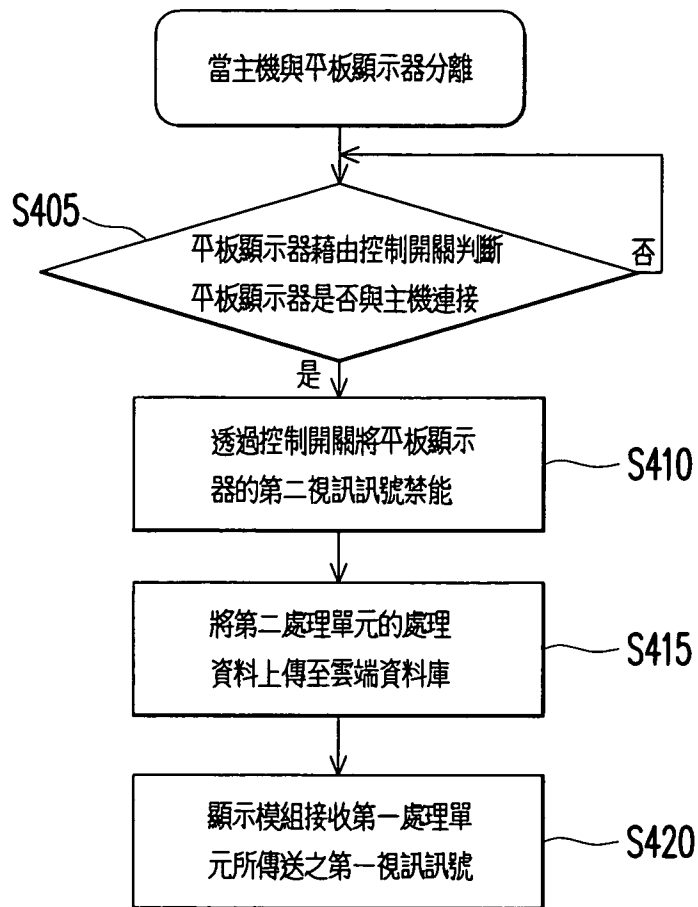 當主機與平板顯示器分離
S405
平板顯示器藉由控制開關判斷
平板顯示器是否與主機連接
否
是
透過控制開關將平板顯示
器的第二視訊訊號禁能
S410
將第二處理單元的處理
資料上傳至雲端資料庫
S415
顯示模組接收第一處理單
元所傳送之第一視訊訊號
S420